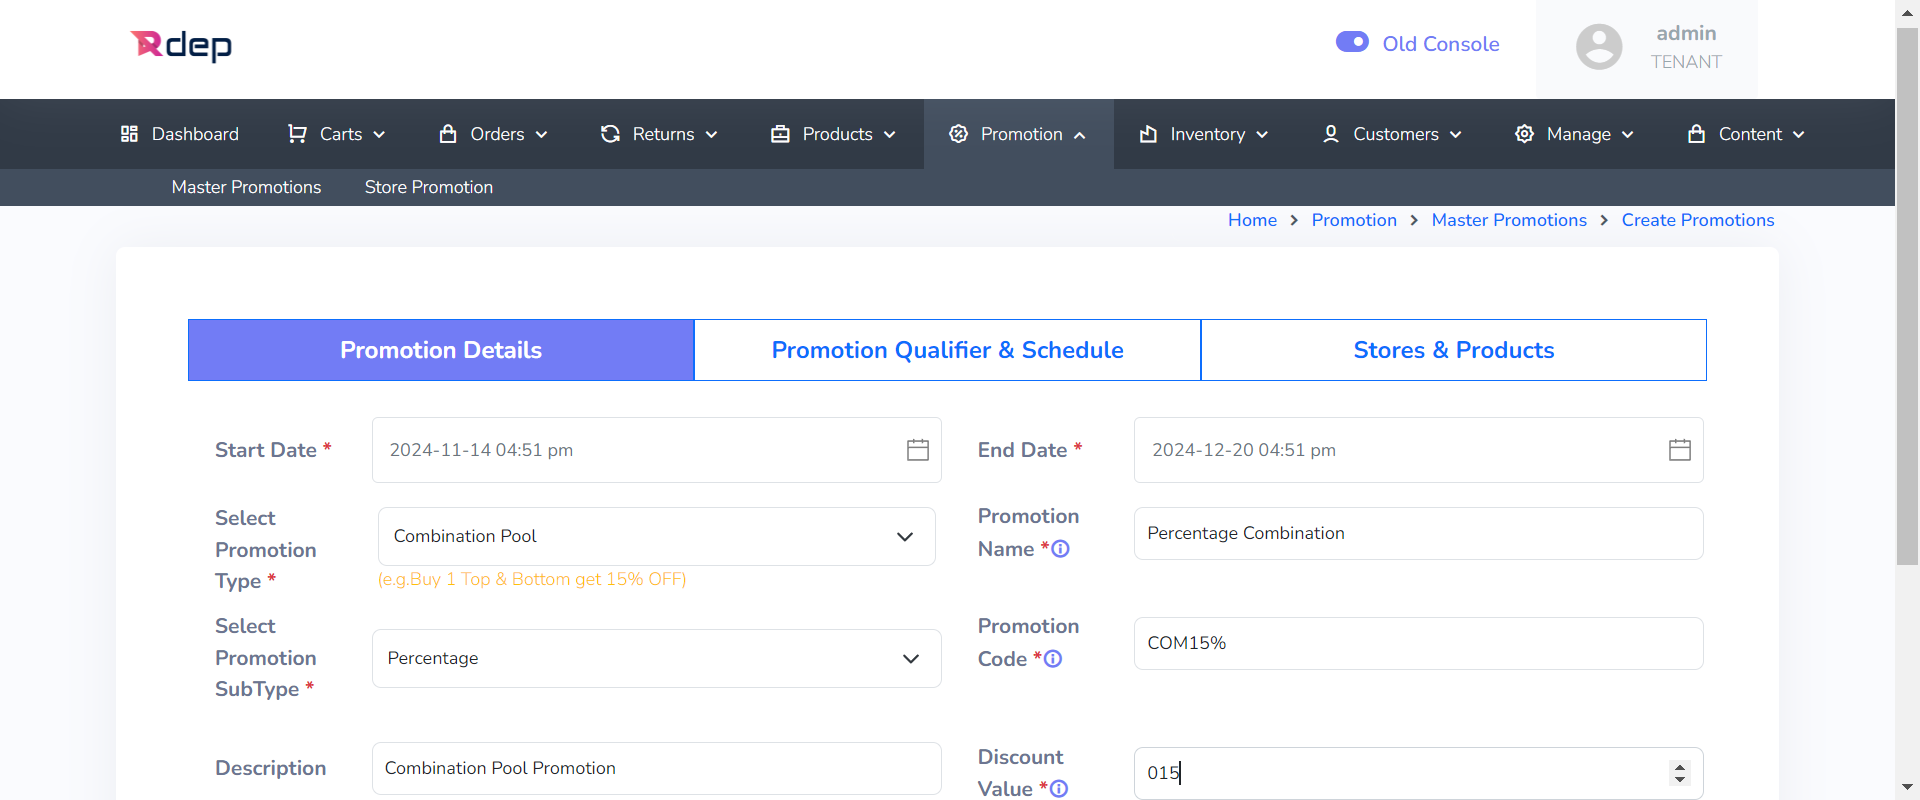 Rdep
Old Console
admin
TENANT
Dashboard Carts Orders Returns Products Promotion Inventory Customers Manage Content
Master Promotions Store Promotion
Home > Promotion > Master Promotions > Create Promotions
Promotion Details Promotion Qualifier & Schedule Stores & Products
Start Date * 2024-11-14 04:51 pm End Date * 2024-12-20 04:51 pm
Select Promotion Type * Combination Pool
(e.g.Buy 1 Top & Bottom get 15% OFF)
Promotion Name * Percentage Combination
Select Promotion SubType * Percentage
Promotion Code * COM15%
Description Combination Pool Promotion
Discount Value * 015